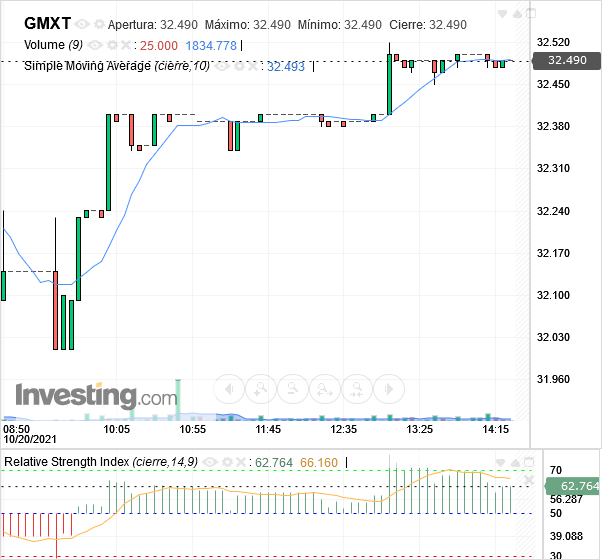 GMXT Apertura: 32.490 Máximo: 32.490 Mínimo: 32.490 Cierre: 32.490
Volume (9) : 25.000 1834.778
Simple Moving Average (cierre,10) : 32.493
32.520
32.490
32.450
32.380
32.310
32.240
32.170
32.100
32.030
31.960
Investing.com
08:50 10:05 10:55 11:45 12:35 13:25 14:15
10/20/2021
Relative Strength Index (cierre,14,9) : 62.764 66.160
70
62.764
56.287
50
39.088
30